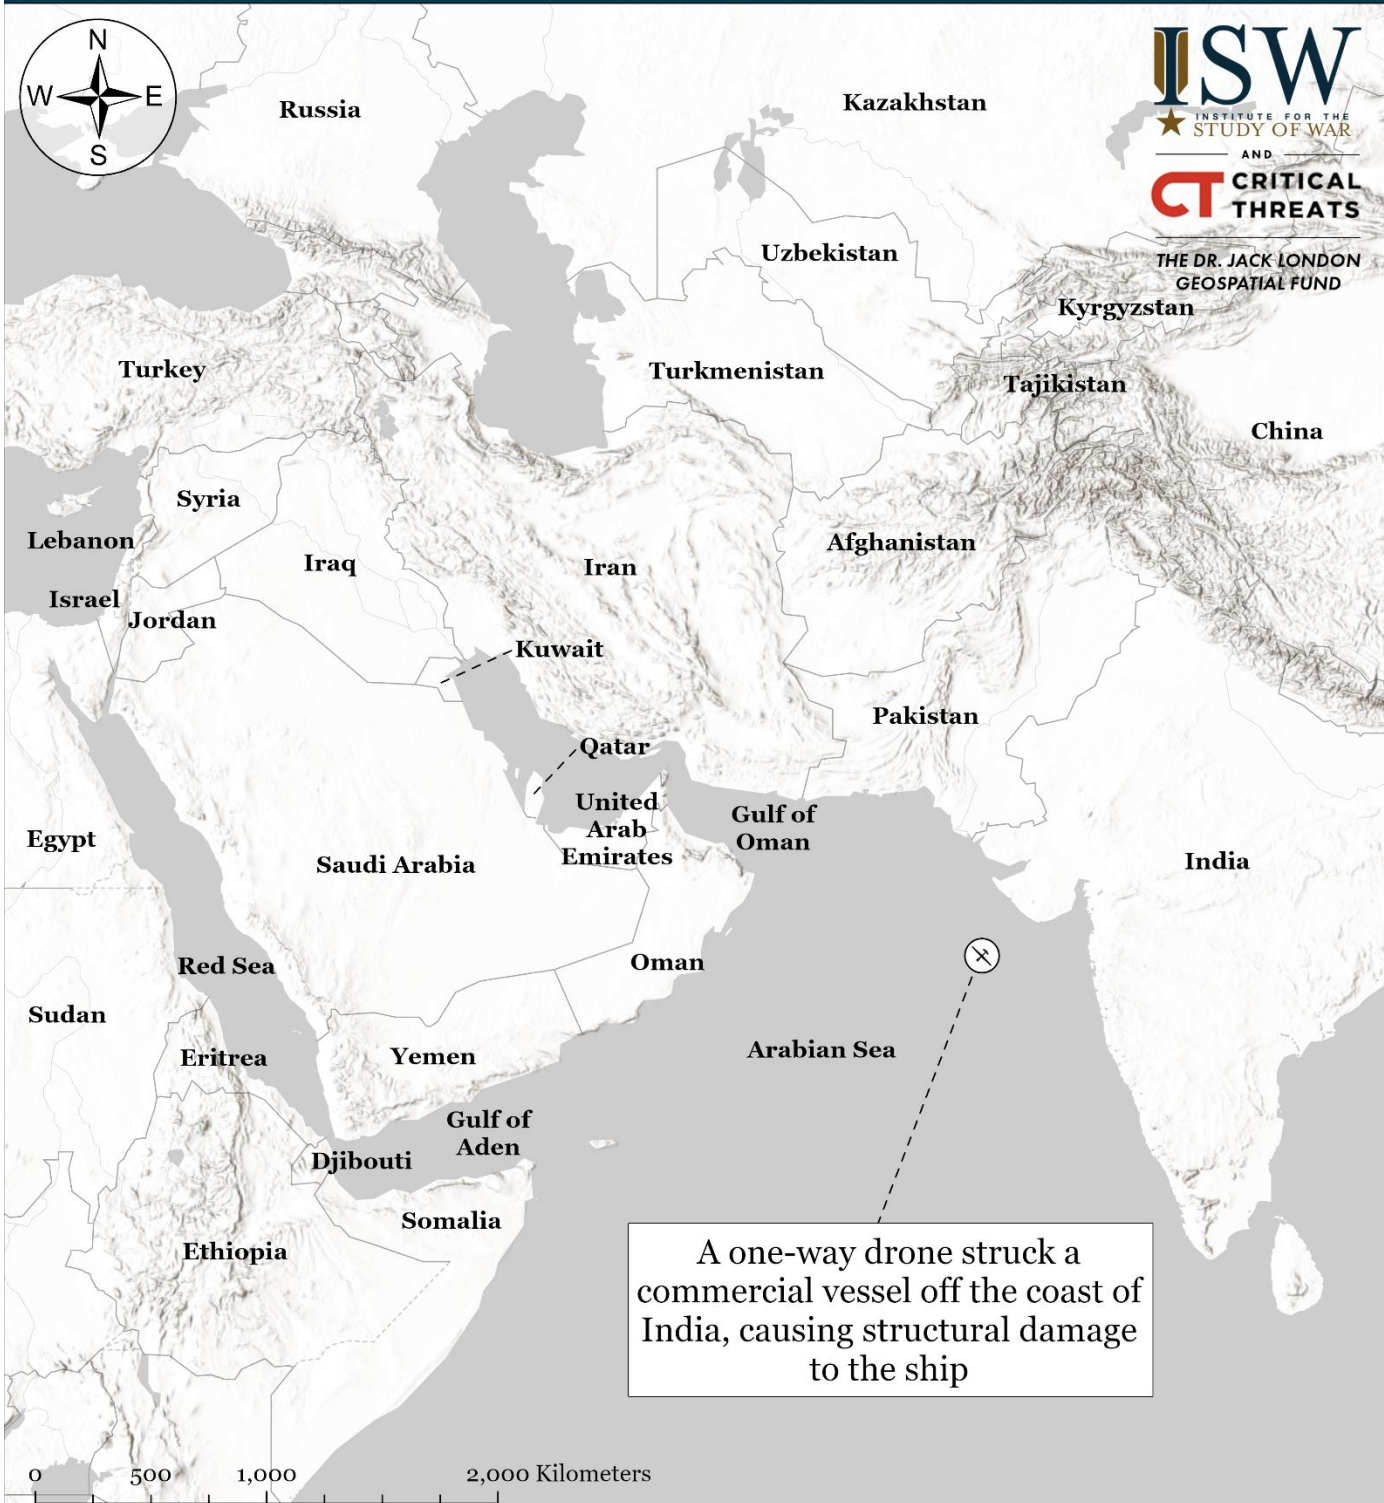 N
W
E
S
ISW
INSTITUTE FOR THE
STUDY OF WAR
AND
CT CRITICAL
THREATS
THE DR. JACK LONDON
GEOSPATIAL FUND
Russia
Kazakhstan
Uzbekistan
Kyrgyzstan
Turkey
Turkmenistan
Tajikistan
China
Syria
Lebanon
Iraq
Iran
Afghanistan
Israel
Jordan
Kuwait
Pakistan
Qatar
United
Arab
Emirates
Gulf of
Oman
Egypt
Saudi Arabia
India
Red Sea
Oman
Sudan
Eritrea
Yemen
Arabian Sea
Gulf of
Aden
Djibouti
Somalia
Ethiopia
A one-way drone struck a
commercial vessel off the coast of
India, causing structural damage
to the ship
0 500 1,000 2,000 Kilometers